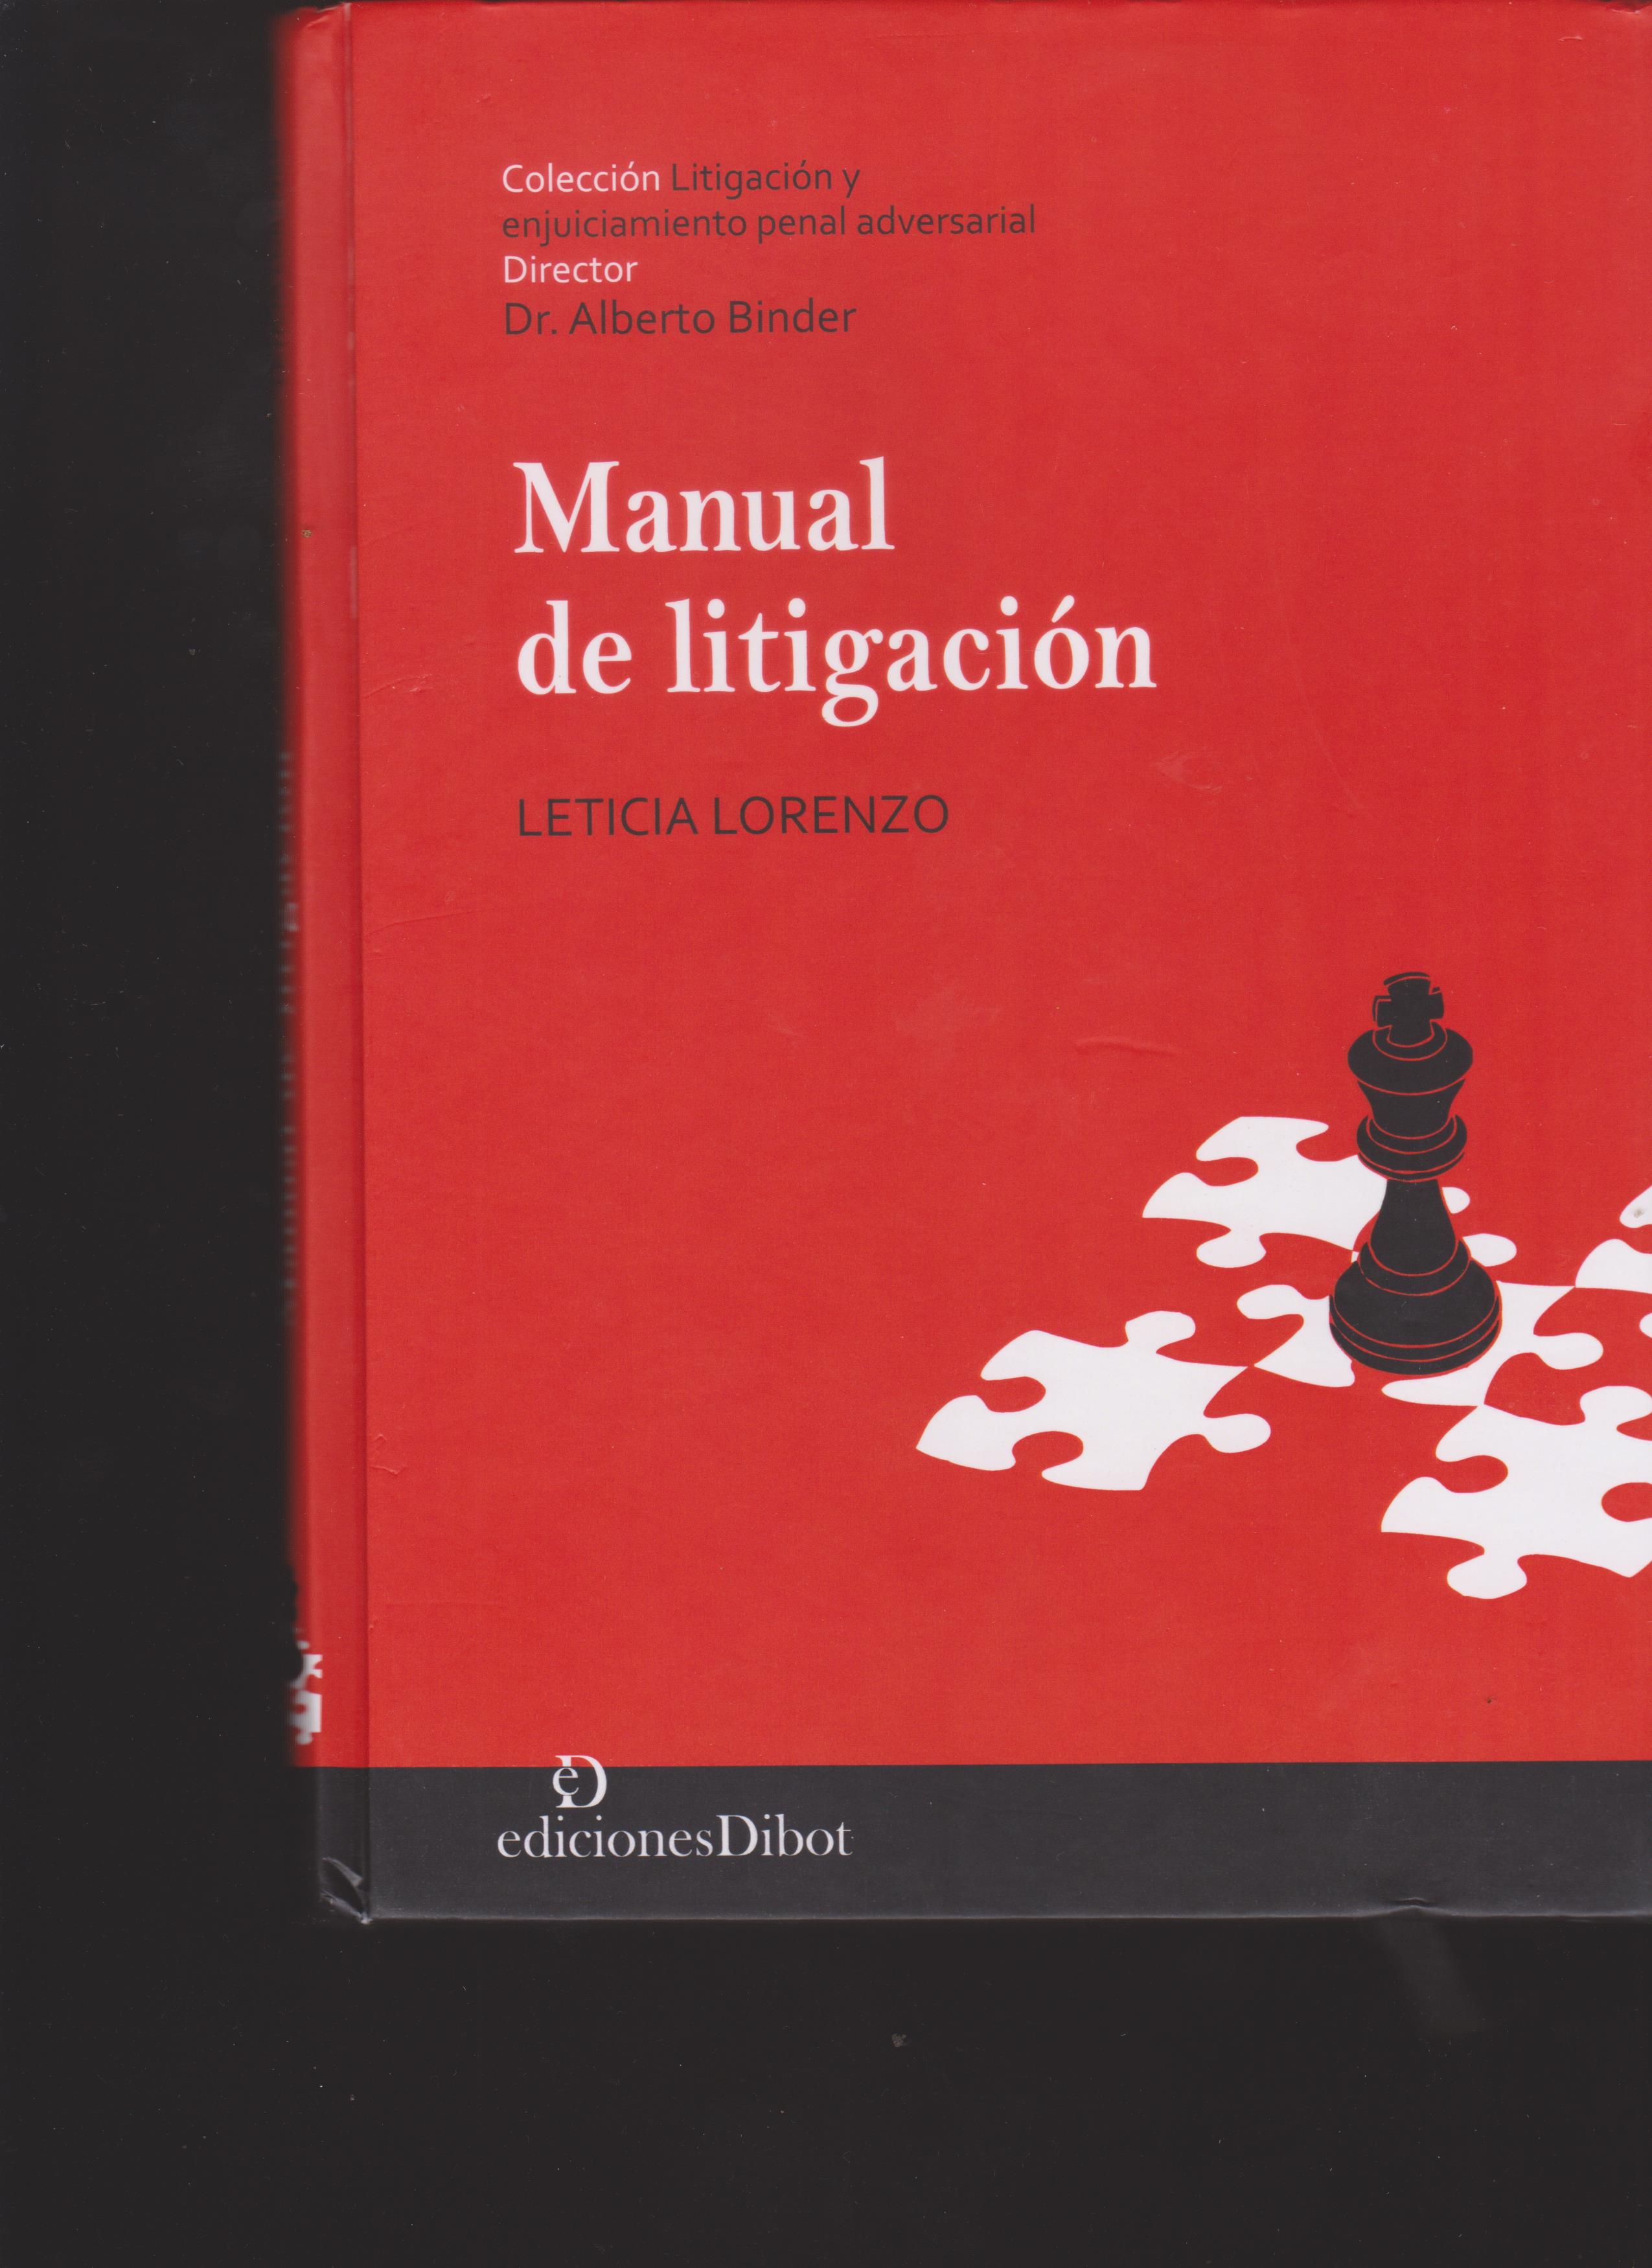 Colección Litigación y
enjuiciamiento penal adversarial
Director
Dr. Alberto Binder
Manual
de litigación
LETICIA LORENZO
eD
edicionesDibot